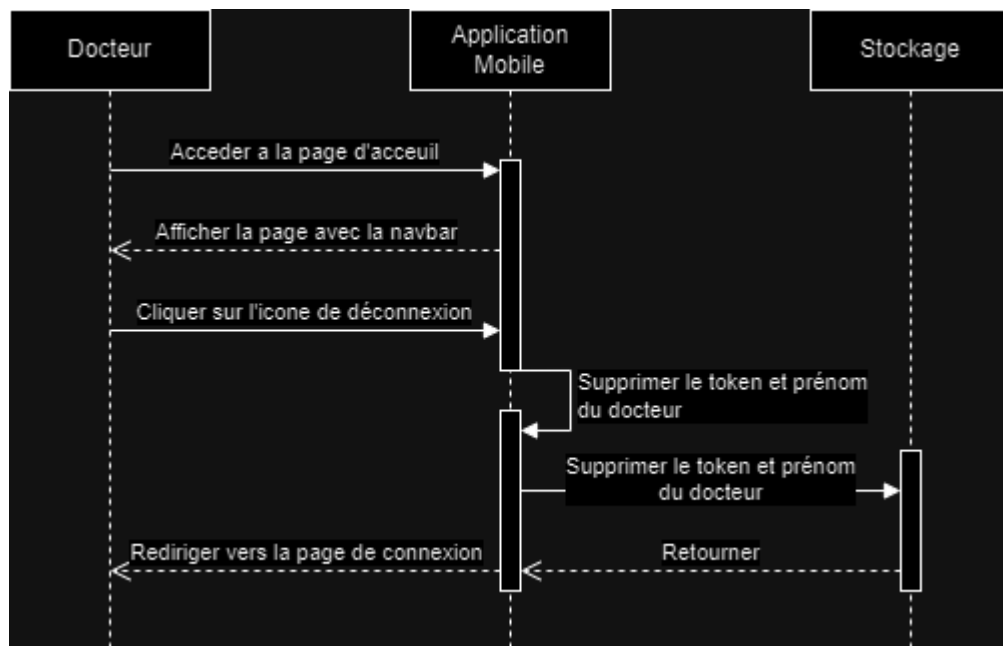 Docteur
Application
Mobile
Stockage
Acceder a la page d'acceuil
Afficher la page avec la navbar
Cliquer sur l'icone de déconnexion
Supprimer le token et prénom
du docteur
Supprimer le token et prénom
du docteur
Rediriger vers la page de connexion
Retourner